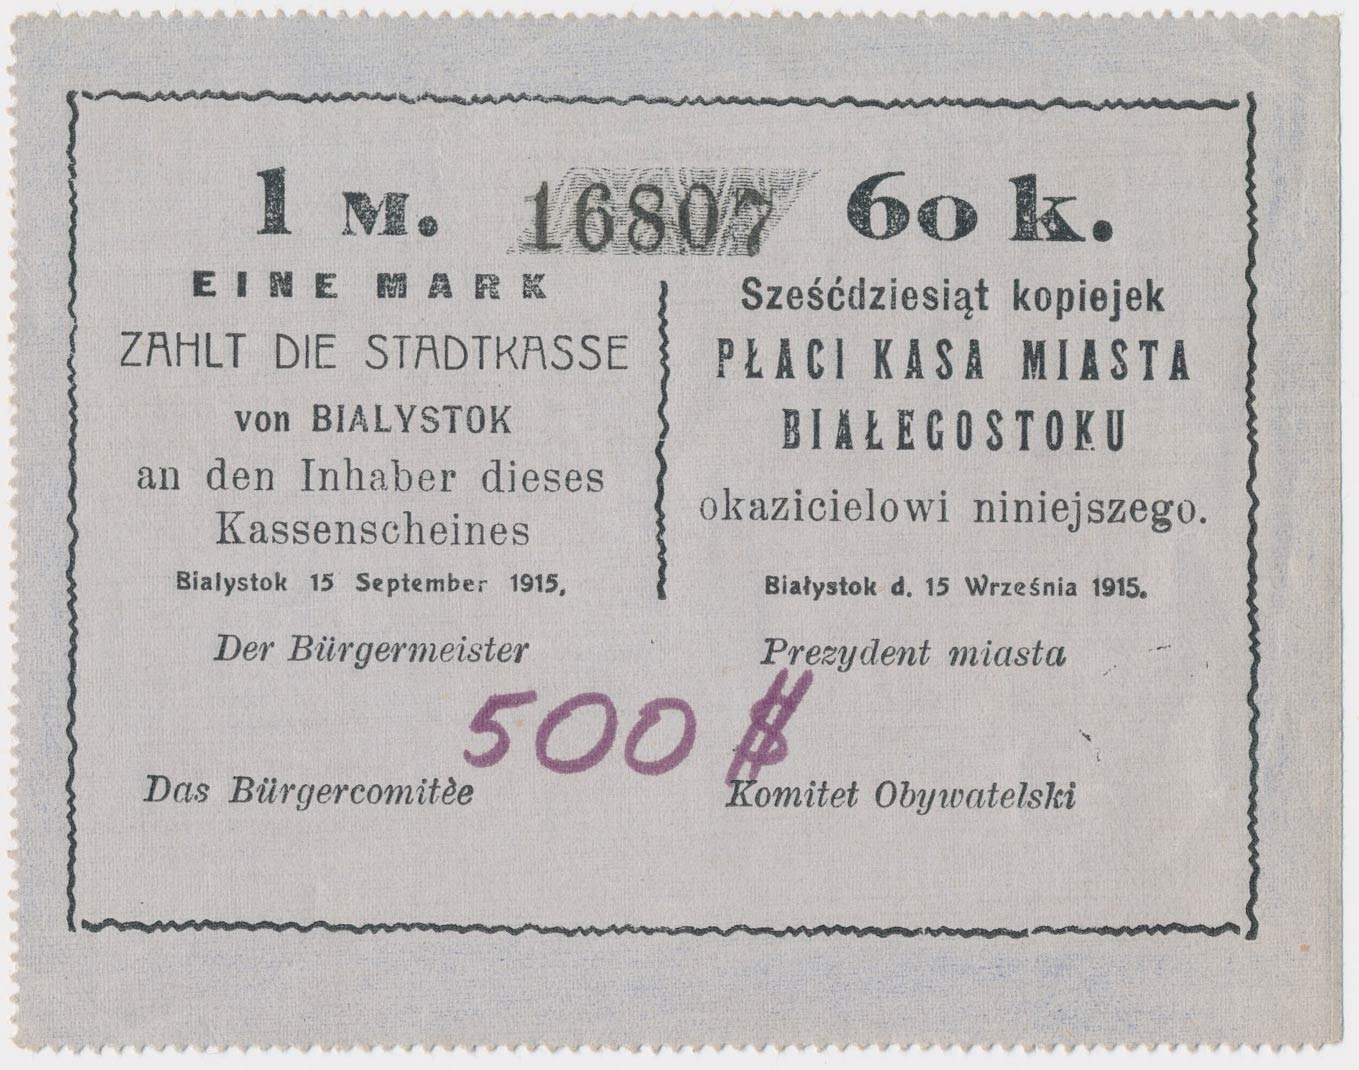 1 M. 16807 60 k.
EINE MARK
ZAHLT DIE STADTKASSE
von BIALYSTOK
an den Inhaber dieses
Kassenscheines
Bialystok 15 September 1915,
Sześćdziesiąt kopiejek
PŁACI KASA MIASTA
BIAŁEGOSTOKU
okazicielowi niniejszego.
Białystok d. 15 Września 1915.
Der Bürgermeister
Prezydent miasta
500 $
Das Bürgercomitèe
Komitet Obywatelski